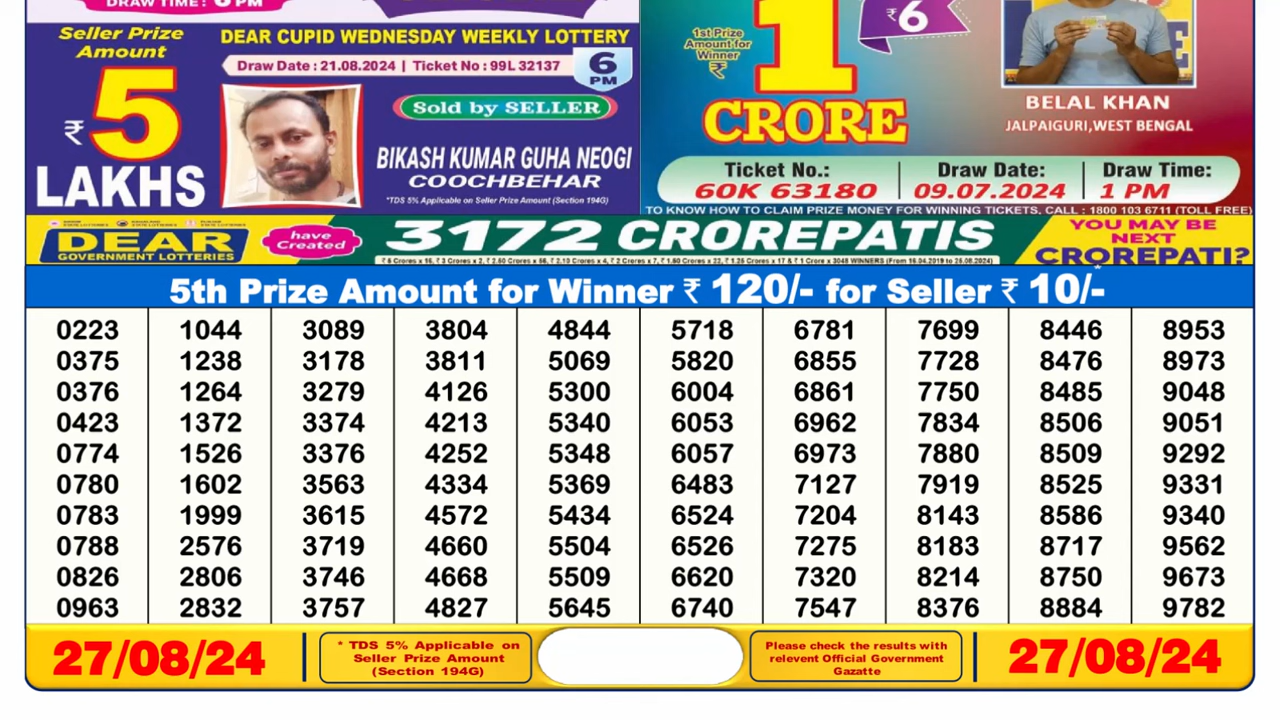 DRAW TIME: 6 PM
Seller Prize
Amount
₹ 5
LAKHS
DEAR CUPID WEDNESDAY WEEKLY LOTTERY
Draw Date : 21.08.2024 | Ticket No : 99L 32137
6
PM
Sold by SELLER
BIKASH KUMAR GUHA NEOGI
COOCHBEHAR
*TDS 5% Applicable on Seller Prize Amount (Section 194G)
1st Prize
Amount for
Winner
₹
1
CRORE
₹6
BELAL KHAN
JALPAIGURI,WEST BENGAL
Ticket No.: Draw Date: Draw Time:
60K 63180 09.07.2024 1 PM
TO KNOW HOW TO CLAIM PRIZE MONEY FOR WINNING TICKETS, CALL : 1800 103 6711 (TOLL FREE)
DEAR
GOVERNMENT LOTTERIES
have
Created
3172 CROREPATIS
YOU MAY BE
NEXT
CROREPATI?
5th Prize Amount for Winner ₹ 120/- for Seller ₹ 10/-*
0223 1044 3089 3804 4844 5718 6781 7699 8446 8953
0375 1238 3178 3811 5069 5820 6855 7728 8476 8973
0376 1264 3279 4126 5300 6004 6861 7750 8485 9048
0423 1372 3374 4213 5340 6053 6962 7834 8506 9051
0774 1526 3376 4252 5348 6057 6973 7880 8509 9292
0780 1602 3563 4334 5369 6483 7127 7919 8525 9331
0783 1999 3615 4572 5434 6524 7204 8143 8586 9340
0788 2576 3719 4660 5504 6526 7275 8183 8717 9562
0826 2806 3746 4668 5509 6620 7320 8214 8750 9673
0963 2832 3757 4827 5645 6740 7547 8376 8884 9782
27/08/24
* TDS 5% Applicable on
Seller Prize Amount
(Section 194G)
Please check the results with
relevent Official Government
Gazatte
27/08/24